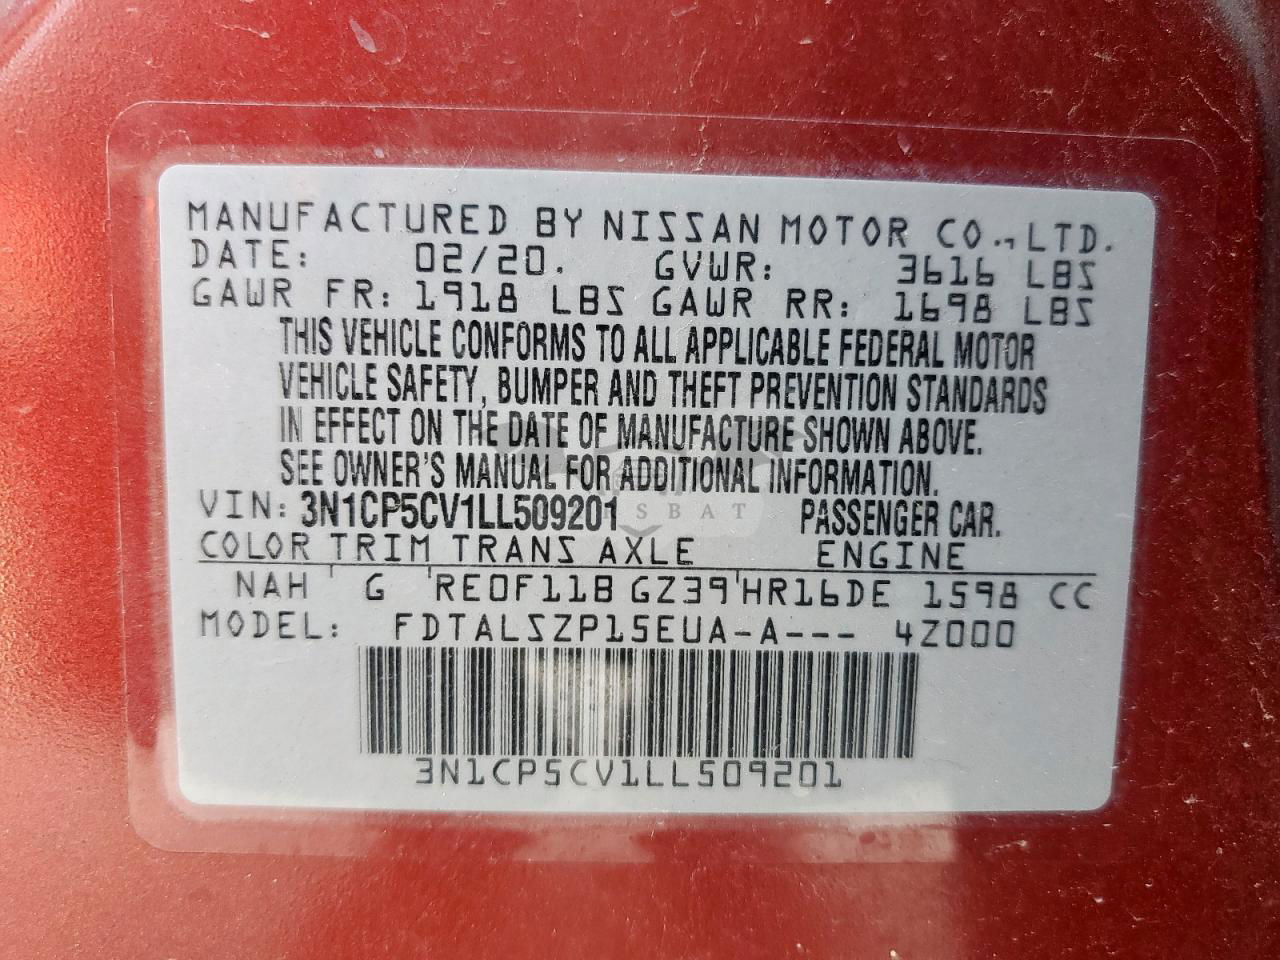 MANUFACTURED BY NISSAN MOTOR CO., LTD.
DATE: 02/20. GVWR: 3616 LBS
GAWR FR: 1918 LBS GAWR RR: 1698 LBS
THIS VEHICLE CONFORMS TO ALL APPLICABLE FEDERAL MOTOR
VEHICLE SAFETY, BUMPER AND THEFT PREVENTION STANDARDS
IN EFFECT ON THE DATE OF MANUFACTURE SHOWN ABOVE.
SEE OWNER'S MANUAL FOR ADDITIONAL INFORMATION.
VIN: 3N1CP5CV1LL509201 PASSENGER CAR.
COLOR TRIM TRANS AXLE ENGINE
NAH ' G 'RE0F11B GZ39'HR16DE 1598 CC
MODEL: FDTALSZP15EUA-A--- 4Z000
3N1CP5CV1LL509201